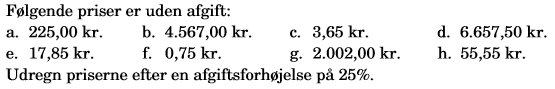 Følgende priser er uden afgift:
a. 225,00 kr. b. 4.567,00 kr. c. 3,65 kr. d. 6.657,50 kr.
e. 17,85 kr. f. 0,75 kr. g. 2.002,00 kr. h. 55,55 kr.
Udregn priserne efter en afgiftsforhøjelse på 25%.